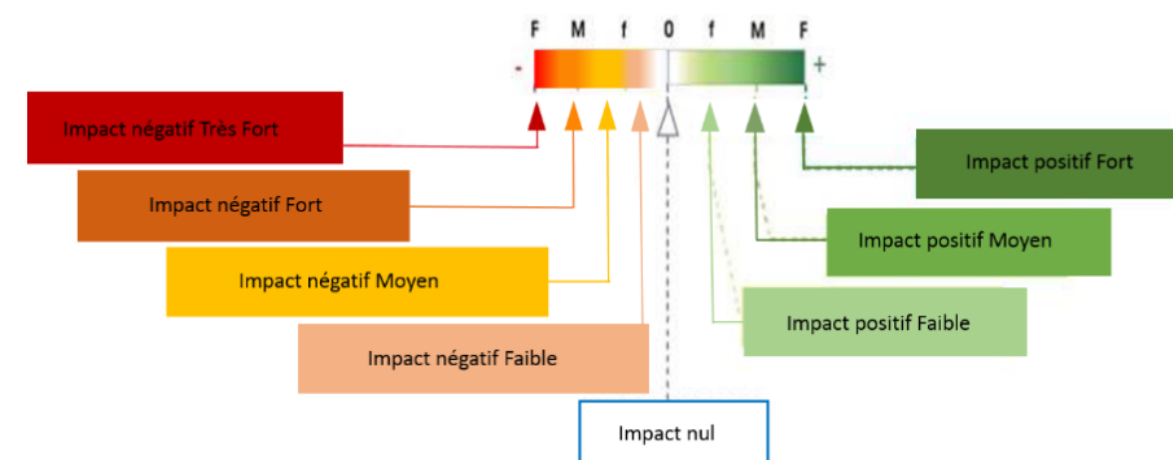 F M f 0 f M F
- +
Impact négatif Très Fort
Impact positif Fort
Impact négatif Fort
Impact positif Moyen
Impact négatif Moyen
Impact positif Faible
Impact négatif Faible
Impact nul